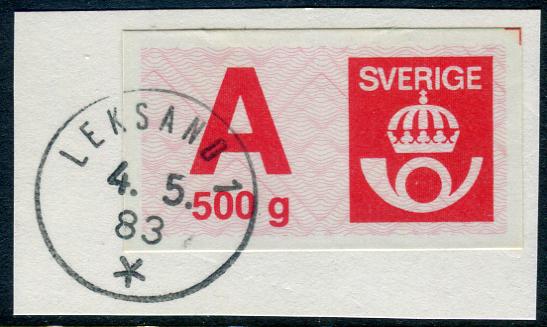 A
500 g
SVERIGE
LEKSAND 1
4. 5.
83
*